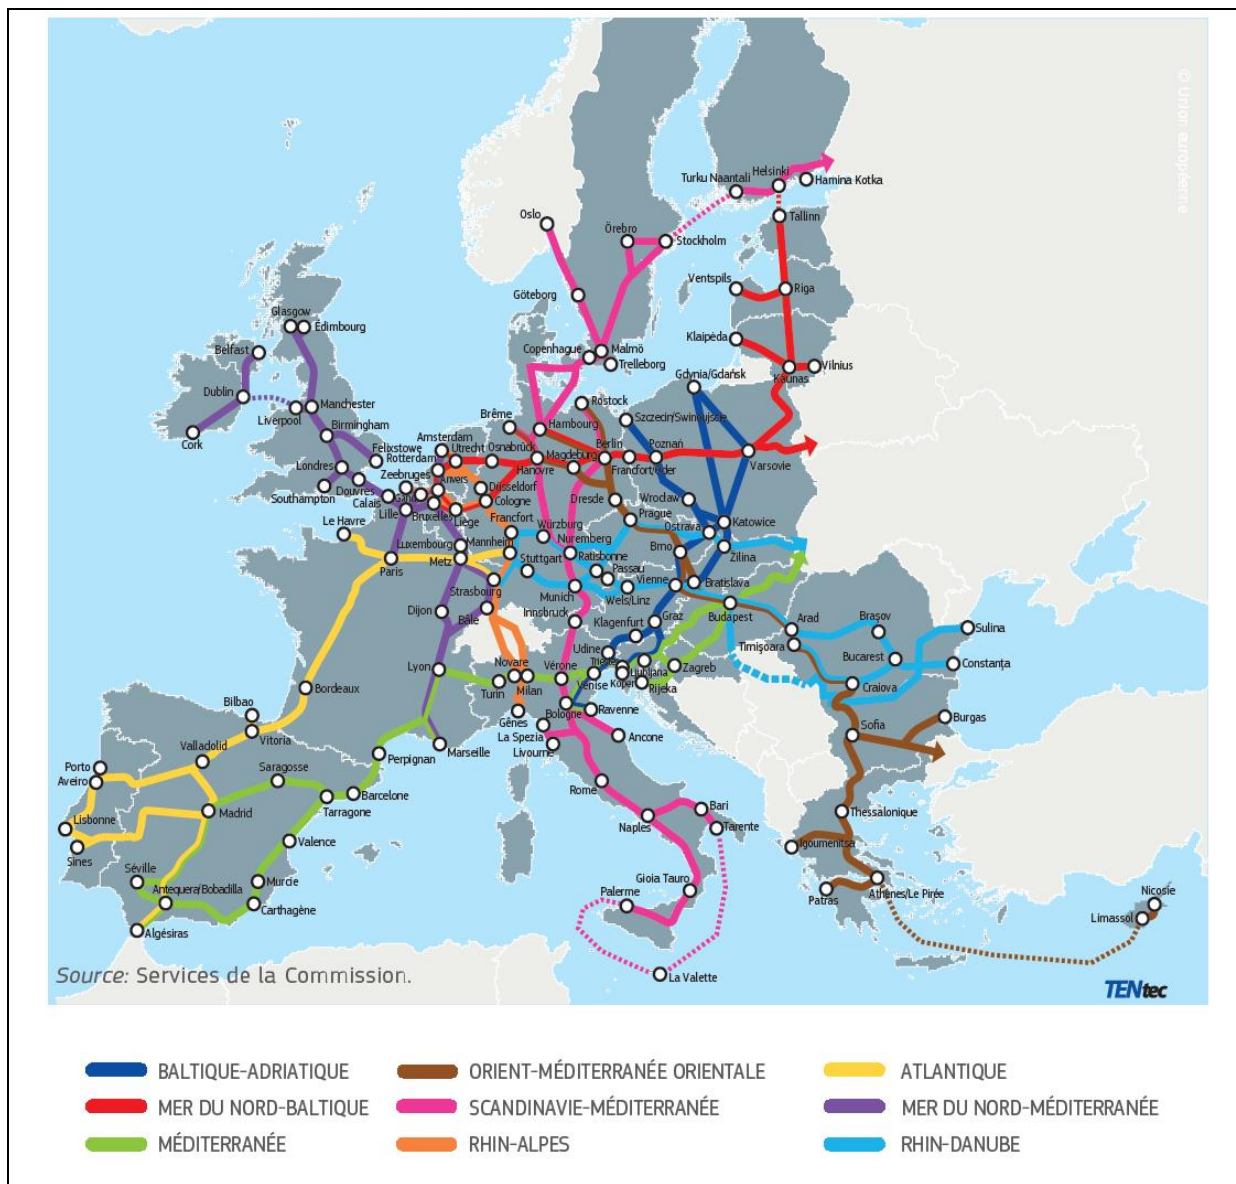 © Union européenne
Helsinki
Turku Naantali
Hamina Kotka
Oslo
Örebro
Stockholm
Tallinn
Ventspils
Riga
Göteborg
Glasgow
Édimbourg
Klaipėda
Belfast
Copenhague
Malmö
Trelleborg
Vilnius
Kaunas
Gdynia/Gdańsk
Dublin
Liverpool
Manchester
Rostock
Szczecin/Swinoujscie
Cork
Birmingham
Brême
Hambourg
Amsterdam
Felixstowe
Utrecht
Osnabrück
Berlin
Poznań
Rotterdam
Magdeburg
Varsovie
Londres
Zeebruges
Anvers
Hanovre
Francfort/Oder
Southampton
Douvres
Calais
Gand
Düsseldorf
Cologne
Dresde
Wrocław
Lille
Bruxelles
Liège
Le Havre
Francfort
Würzburg
Prague
Ostrava
Katowice
Luxembourg
Mannheim
Nuremberg
Brno
Žilina
Paris
Metz
Stuttgart
Ratisbonne
Passau
Strasbourg
Vienne
Bratislava
Munich
Wels/Linz
Dijon
Bâle
Innsbruck
Budapest
Klagenfurt
Graz
Arad
Braşov
Sulina
Udine
Timişoara
Lyon
Novare
Vérone
Trieste
Ljubljana
Zagreb
Bucarest
Constanţa
Turin
Milan
Venise
Koper
Rijeka
Craiova
Bordeaux
Bilbao
Gênes
Bologne
Ravenne
Burgas
Vitoria
La Spezia
Ancone
Sofia
Valladolid
Livourne
Marseille
Perpignan
Porto
Aveiro
Saragosse
Rome
Barcelone
Tarragone
Madrid
Lisbonne
Naples
Bari
Thessalonique
Tarente
Sines
Valence
Igoumenitsa
Séville
Murcie
Gioia Tauro
Antequera/Bobadilla
Palerme
Patras
Athènes/Le Pirée
Nicosie
Carthagène
Limassol
Algésiras
La Valette
Source: Services de la Commission.
TENtec
BALTIQUE-ADRIATIQUE
ORIENT-MÉDITERRANÉE ORIENTALE
ATLANTIQUE
MER DU NORD-BALTIQUE
SCANDINAVIE-MÉDITERRANÉE
MER DU NORD-MÉDITERRANÉE
MÉDITERRANÉE
RHIN-ALPES
RHIN-DANUBE